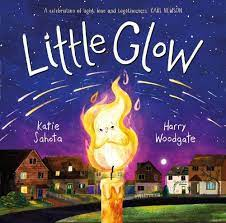 A celebration of light, love and togetherness. CARL NEWSON
Little Glow
Katie
Sahota
Harry
Woodgate